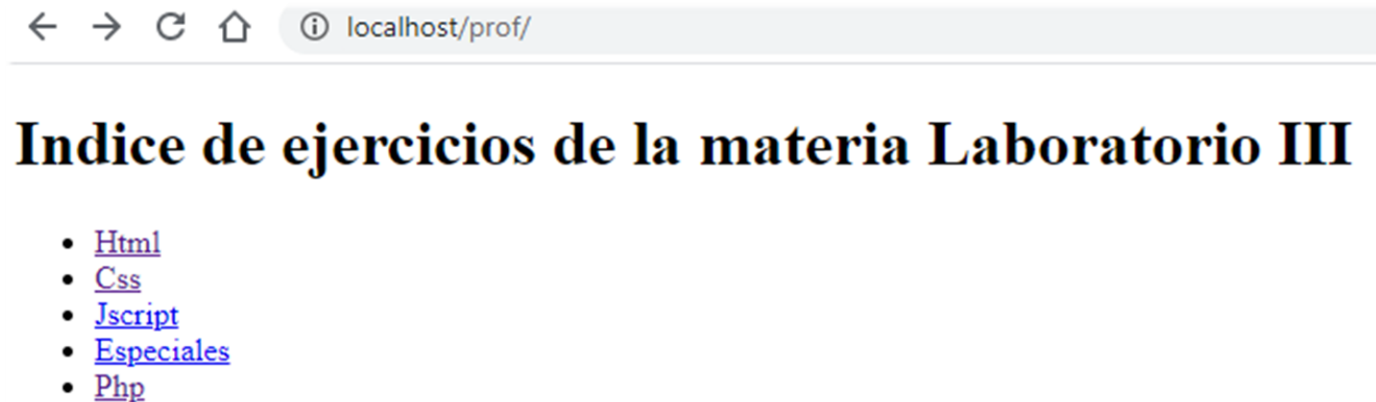 localhost/prof/
Indice de ejercicios de la materia Laboratorio III
Html
Css
Jscript
Especiales
Php